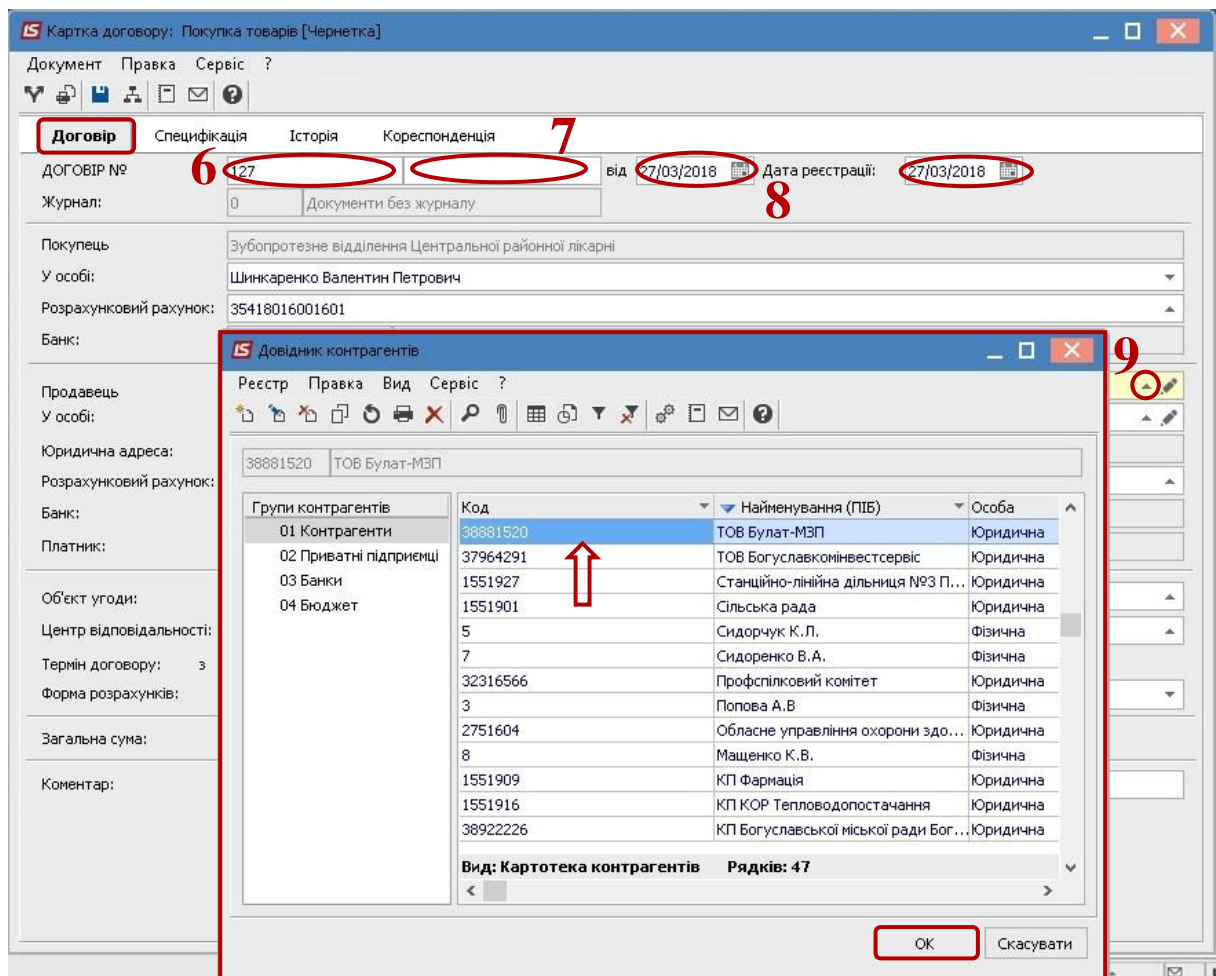 Картка договору: Покупка товарів [Чернетка]
Документ Правка Сервіс ?
Договір Специфікація Історія Кореспонденція 7
ДОГОВІР № 6 127 від 27/03/2018 Дата реєстрації: 27/03/2018
8
Журнал: 0 Документи без журналу
Покупець Зубопротезне відділення Центральної районної лікарні
У особі: Шинкаренко Валентин Петрович
Розрахунковий рахунок: 35418016001601
Банк:
Продавець
У особі:
Юридична адреса:
Розрахунковий рахунок:
Банк:
Платник:
Об'єкт угоди:
Центр відповідальності:
Термін договору: з
Форма розрахунків:
Загальна сума:
Коментар:
9
Довідник контрагентів
Реєстр Правка Вид Сервіс ?
38881520 ТОВ Булат-МЗП
Групи контрагентів
01 Контрагенти
02 Приватні підприємці
03 Банки
04 Бюджет
Код Найменування (ПІБ) Особа
38881520 ТОВ Булат-МЗП Юридична
37964291 ТОВ Богуславкомінвестсервіс Юридична
1551927 Станційно-лінійна дільниця №3 П... Юридична
1551901 Сільська рада Юридична
5 Сидорчук К.Л. Фізична
7 Сидоренко В.А. Фізична
32316566 Профспілковий комітет Юридична
3 Попова А.В Фізична
2751604 Обласне управління охорони здо... Юридична
8 Мащенко К.В. Фізична
1551909 КП Фармація Юридична
1551916 КП КОР Тепловодопостачання Юридична
38922226 КП Богуславської міської ради Бог... Юридична
Вид: Картотека контрагентів Рядків: 47
OK Скасувати